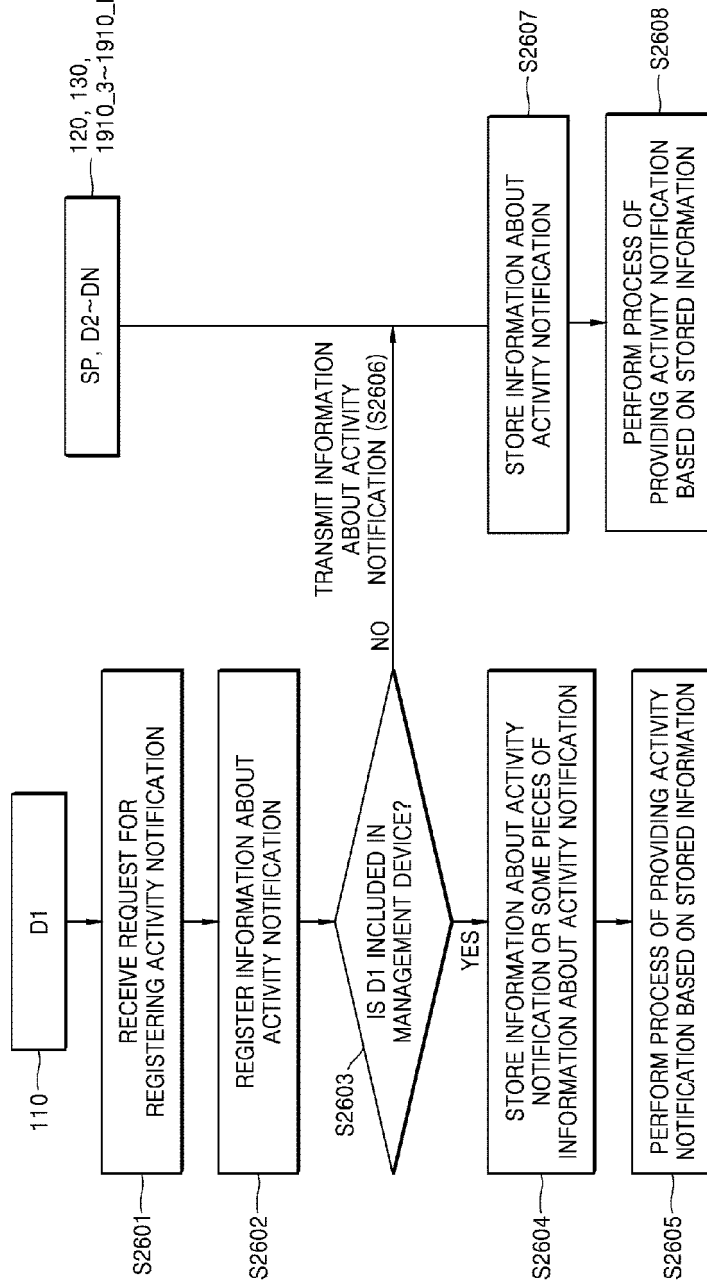 110
D1
S2601
RECEIVE REQUEST FOR
REGISTERING ACTIVITY NOTIFICATION
S2602
REGISTER INFORMATION ABOUT
ACTIVITY NOTIFICATION
S2603
IS D1 INCLUDED IN
MANAGEMENT DEVICE?
NO
YES
S2604
STORE INFORMATION ABOUT ACTIVITY
NOTIFICATION OR SOME PIECES OF
INFORMATION ABOUT ACTIVITY NOTIFICATION
S2605
PERFORM PROCESS OF PROVIDING ACTIVITY
NOTIFICATION BASED ON STORED INFORMATION
TRANSMIT INFORMATION
ABOUT ACTIVITY
NOTIFICATION (S2606)
SP, D2~DN
120, 130,
1910_3~1910_
STORE INFORMATION ABOUT
ACTIVITY NOTIFICATION
S2607
PERFORM PROCESS OF
PROVIDING ACTIVITY NOTIFICATION
BASED ON STORED INFORMATION
S2608